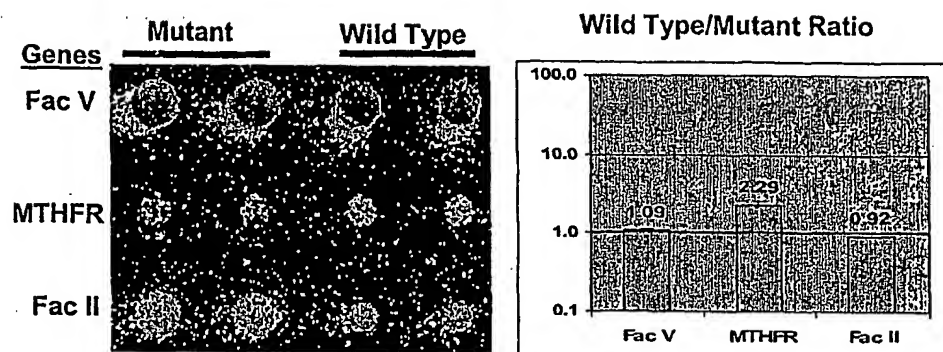 Mutant Wild Type
Genes
Fac V
MTHFR
Fac II
Wild Type/Mutant Ratio
100.0
10.0
1.0
0.1
1.09
2.29
0.92
Fac V MTHFR Fac II